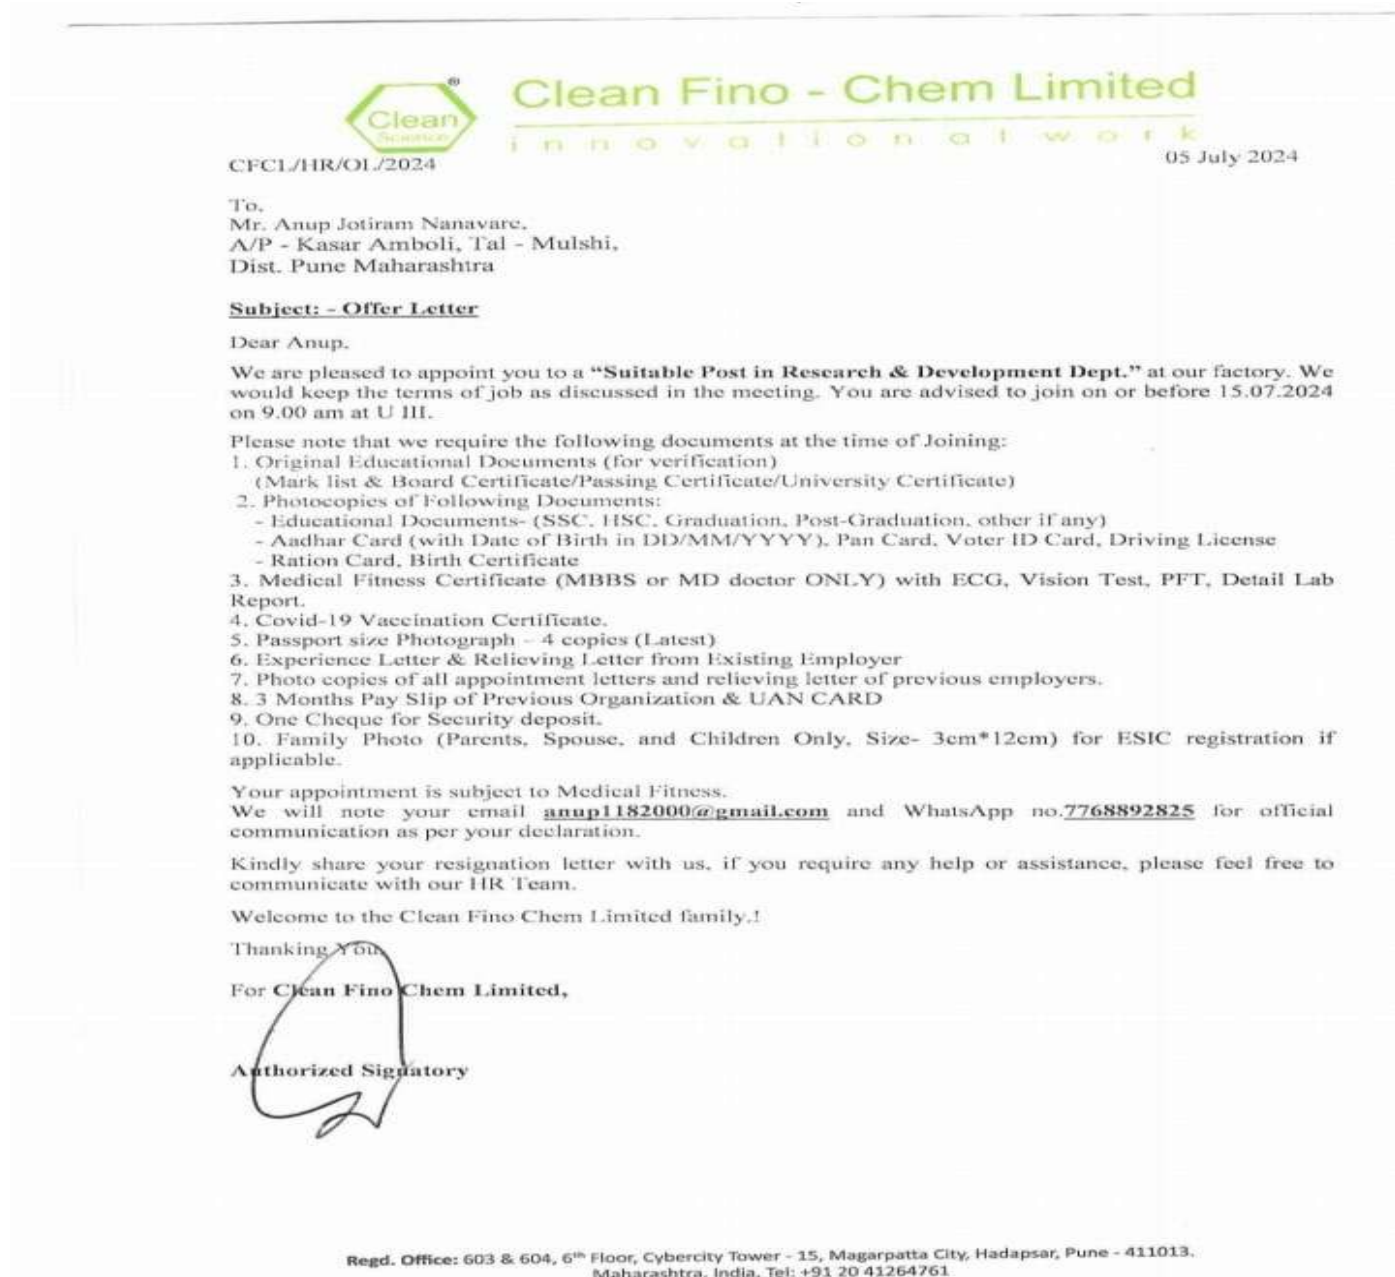 Clean Fino - Chem Limited
Clean
Science
®
i n n o v a t i o n a t w o r k
CFCL/HR/OL/2024
05 July 2024
To,
Mr. Anup Jotiram Nanavare,
A/P - Kasar Amboli, Tal - Mulshi,
Dist. Pune Maharashtra
Subject: - Offer Letter
Dear Anup,
We are pleased to appoint you to a “Suitable Post in Research & Development Dept.” at our factory. We
would keep the terms of job as discussed in the meeting. You are advised to join on or before 15.07.2024
on 9.00 am at U III.
Please note that we require the following documents at the time of Joining:
1. Original Educational Documents (for verification)
(Mark list & Board Certificate/Passing Certificate/University Certificate)
2. Photocopies of Following Documents:
- Educational Documents- (SSC, HSC, Graduation, Post-Graduation, other if any)
- Aadhar Card (with Date of Birth in DD/MM/YYYY), Pan Card, Voter ID Card, Driving License
- Ration Card, Birth Certificate
3. Medical Fitness Certificate (MBBS or MD doctor ONLY) with ECG, Vision Test, PFT, Detail Lab
Report.
4. Covid-19 Vaccination Certificate.
5. Passport size Photograph – 4 copies (Latest)
6. Experience Letter & Relieving Letter from Existing Employer
7. Photo copies of all appointment letters and relieving letter of previous employers.
8. 3 Months Pay Slip of Previous Organization & UAN CARD
9. One Cheque for Security deposit.
10. Family Photo (Parents, Spouse, and Children Only, Size- 3cm*12cm) for ESIC registration if
applicable.
Your appointment is subject to Medical Fitness.
We will note your email anup1182000@gmail.com and WhatsApp no.7768892825 for official
communication as per your declaration.
Kindly share your resignation letter with us, if you require any help or assistance, please feel free to
communicate with our HR Team.
Welcome to the Clean Fino Chem Limited family.!
Thanking You,
For Clean Fino Chem Limited,
Authorized Signatory
Regd. Office: 603 & 604, 6th Floor, Cybercity Tower - 15, Magarpatta City, Hadapsar, Pune - 411013.
Maharashtra, India. Tel: +91 20 41264761